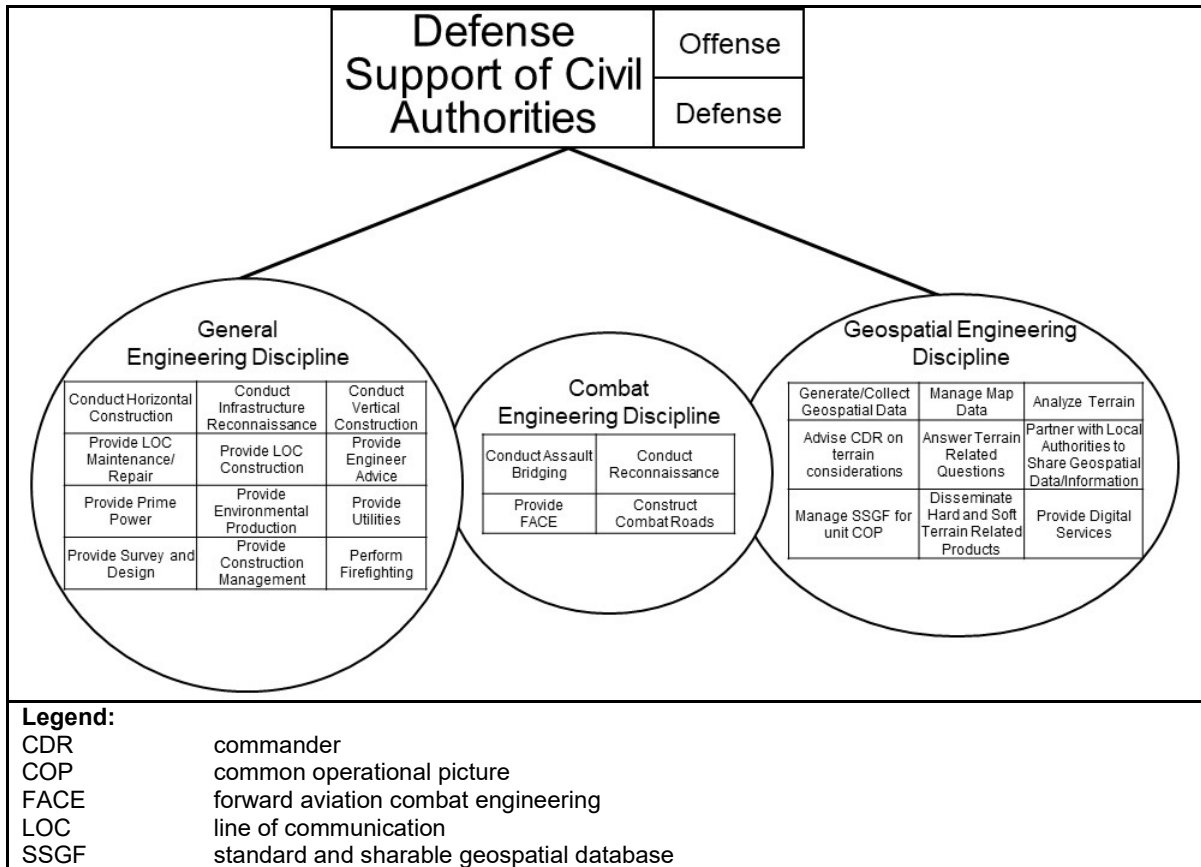 Defense
Support of Civil
Authorities
Offense
Defense
General
Engineering Discipline
Conduct Horizontal
Construction
Conduct
Infrastructure
Reconnaissance
Conduct
Vertical
Construction
Provide LOC
Maintenance/
Repair
Provide LOC
Construction
Provide
Engineer
Advice
Provide Prime
Power
Provide
Environmental
Production
Provide
Utilities
Provide Survey and
Design
Provide
Construction
Management
Perform
Firefighting
Combat
Engineering Discipline
Conduct Assault
Bridging
Conduct
Reconnaissance
Provide
FACE
Construct
Combat Roads
Geospatial Engineering
Discipline
Generate/Collect
Geospatial Data
Manage Map
Data
Analyze Terrain
Advise CDR on
terrain
considerations
Answer Terrain
Related
Questions
Partner with Local
Authorities to
Share Geospatial
Data/Information
Manage SSGF for
unit COP
Disseminate
Hard and Soft
Terrain Related
Products
Provide Digital
Services
Legend:
CDR commander
COP common operational picture
FACE forward aviation combat engineering
LOC line of communication
SSGF standard and sharable geospatial database